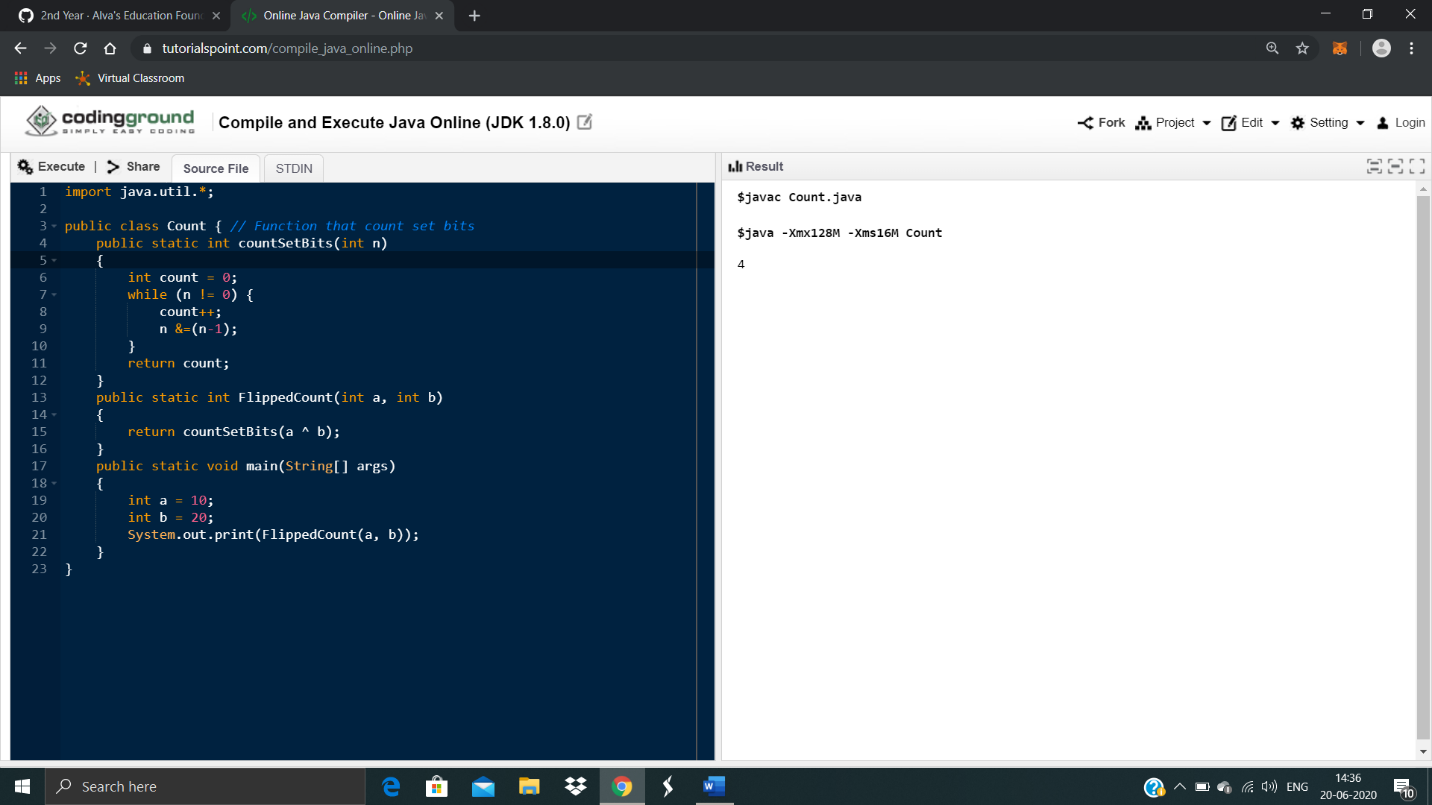 2nd Year · Alva's Education Foun
Online Java Compiler - Online Jav
tutorialspoint.com/compile_java_online.php
Apps
Virtual Classroom
codingground
SIMPLY EASY CODING
Compile and Execute Java Online (JDK 1.8.0)
Fork
Project
Edit
Setting
Login
Execute | Share
Source File
STDIN
Result
1 import java.util.*;
2
3 public class Count { // Function that count set bits
4 public static int countSetBits(int n)
5 {
6 int count = 0;
7 while (n != 0) {
8 count++;
9 n &=(n-1);
10 }
11 return count;
12 }
13 public static int FlippedCount(int a, int b)
14 {
15 return countSetBits(a ^ b);
16 }
17 public static void main(String[] args)
18 {
19 int a = 10;
20 int b = 20;
21 System.out.print(FlippedCount(a, b));
22 }
23 }
$javac Count.java
$java -Xmx128M -Xms16M Count
4
Search here
ENG
14:36
20-06-2020
10